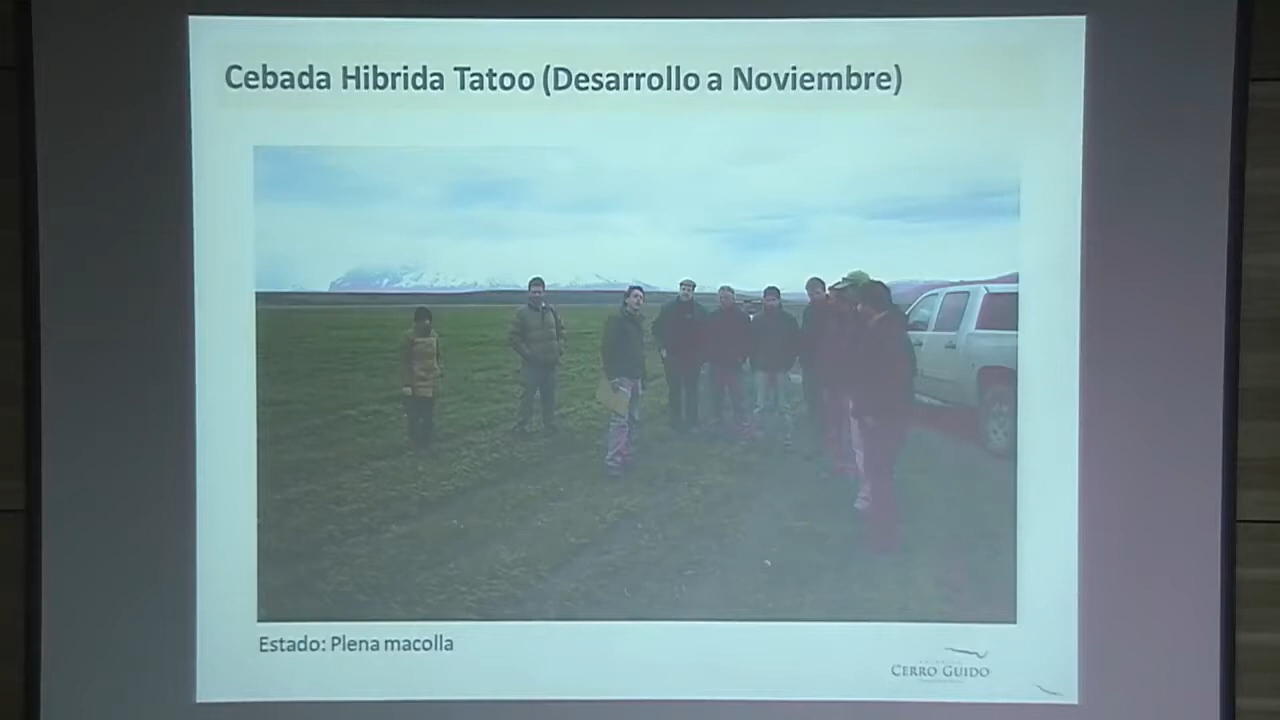 Cebada Hibrida Tatoo (Desarrollo a Noviembre)
Estado: Plena macolla
CERRO GUIDO